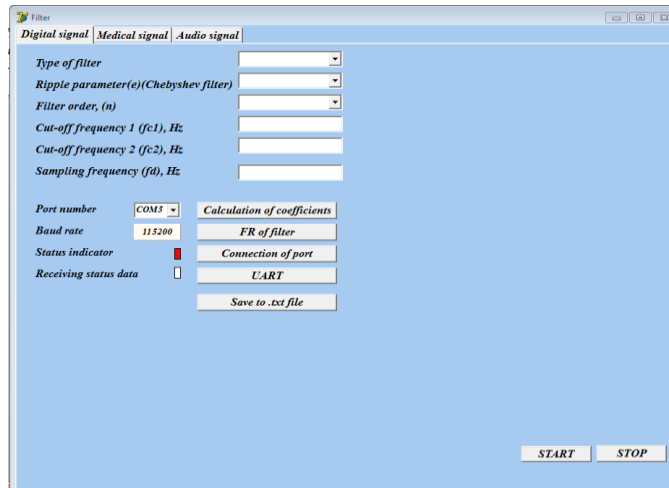 Filter
Digital signal Medical signal Audio signal
Type of filter
Ripple parameter(e)(Chebyshev filter)
Filter order, (n)
Cut-off frequency 1 (fc1), Hz
Cut-off frequency 2 (fc2), Hz
Sampling frequency (fd), Hz
Port number COM5 Calculation of coefficients
Baud rate 115200 FR of filter
Status indicator Connection of port
Receiving status data UART
Save to .txt file
START STOP